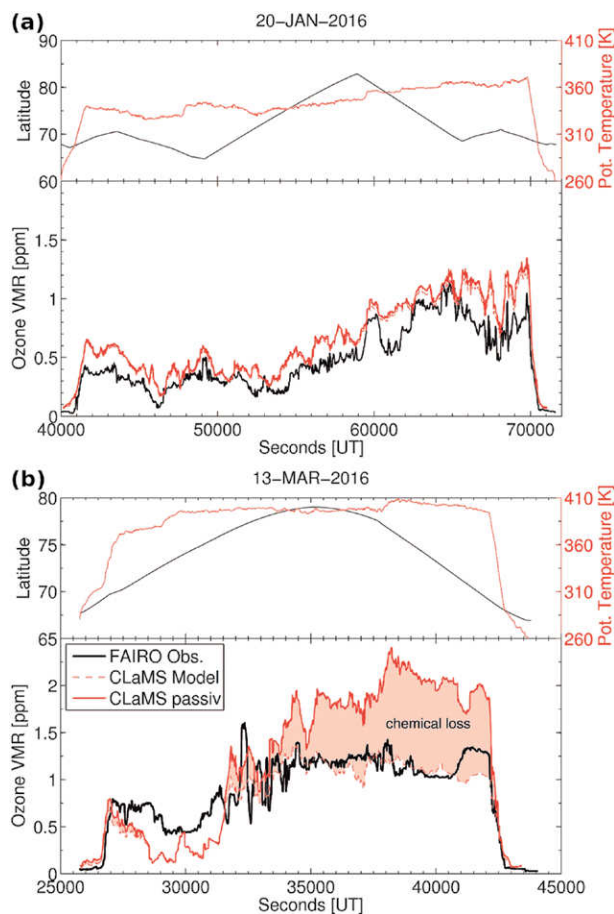 (a)
20-JAN-2016
90
80
70
60
Latitude
410
360
310
260
Pot. Temperature [K]
1.5
1
0.5
0
Ozone VMR [ppm]
40000 50000 60000 70000
Seconds [UT]
(b)
13-MAR-2016
80
75
70
65
Latitude
410
360
310
260
Pot. Temperature [K]
FAIRO Obs.
CLaMS Model
CLaMS passiv
chemical loss
2
1.5
1
0.5
0
Ozone VMR [ppm]
25000 30000 35000 40000 45000
Seconds [UT]